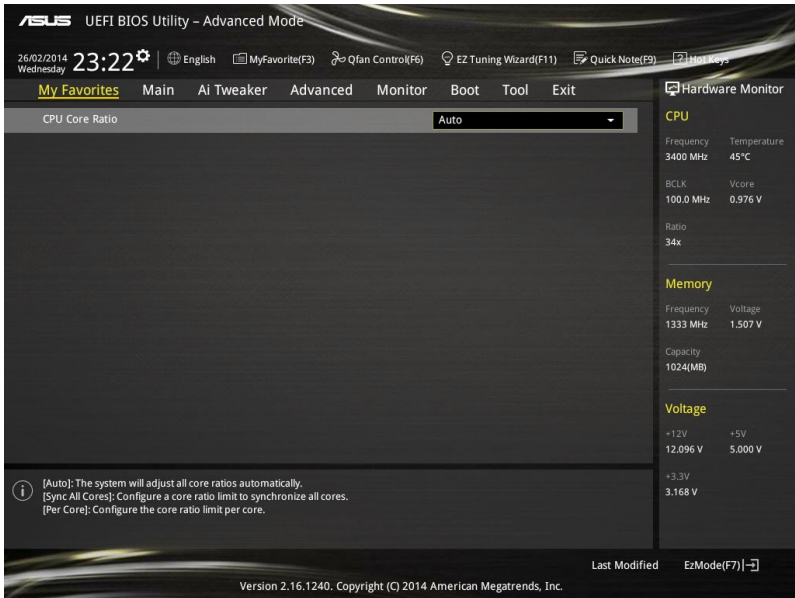 ASUS UEFI BIOS Utility – Advanced Mode
26/02/2014
Wednesday
23:22
English
MyFavorite(F3)
Qfan Control(F6)
EZ Tuning Wizard(F11)
Quick Note(F9)
? Hot Keys
My Favorites
Main
Ai Tweaker
Advanced
Monitor
Boot
Tool
Exit
CPU Core Ratio
Auto
[Auto]: The system will adjust all core ratios automatically.
[Sync All Cores]: Configure a core ratio limit to synchronize all cores.
[Per Core]: Configure the core ratio limit per core.
Hardware Monitor
CPU
Frequency Temperature
3400 MHz 45°C
BCLK Vcore
100.0 MHz 0.976 V
Ratio
34x
Memory
Frequency Voltage
1333 MHz 1.507 V
Capacity
1024(MB)
Voltage
+12V +5V
12.096 V 5.000 V
+3.3V
3.168 V
Last Modified
EzMode(F7)
Version 2.16.1240. Copyright (C) 2014 American Megatrends, Inc.